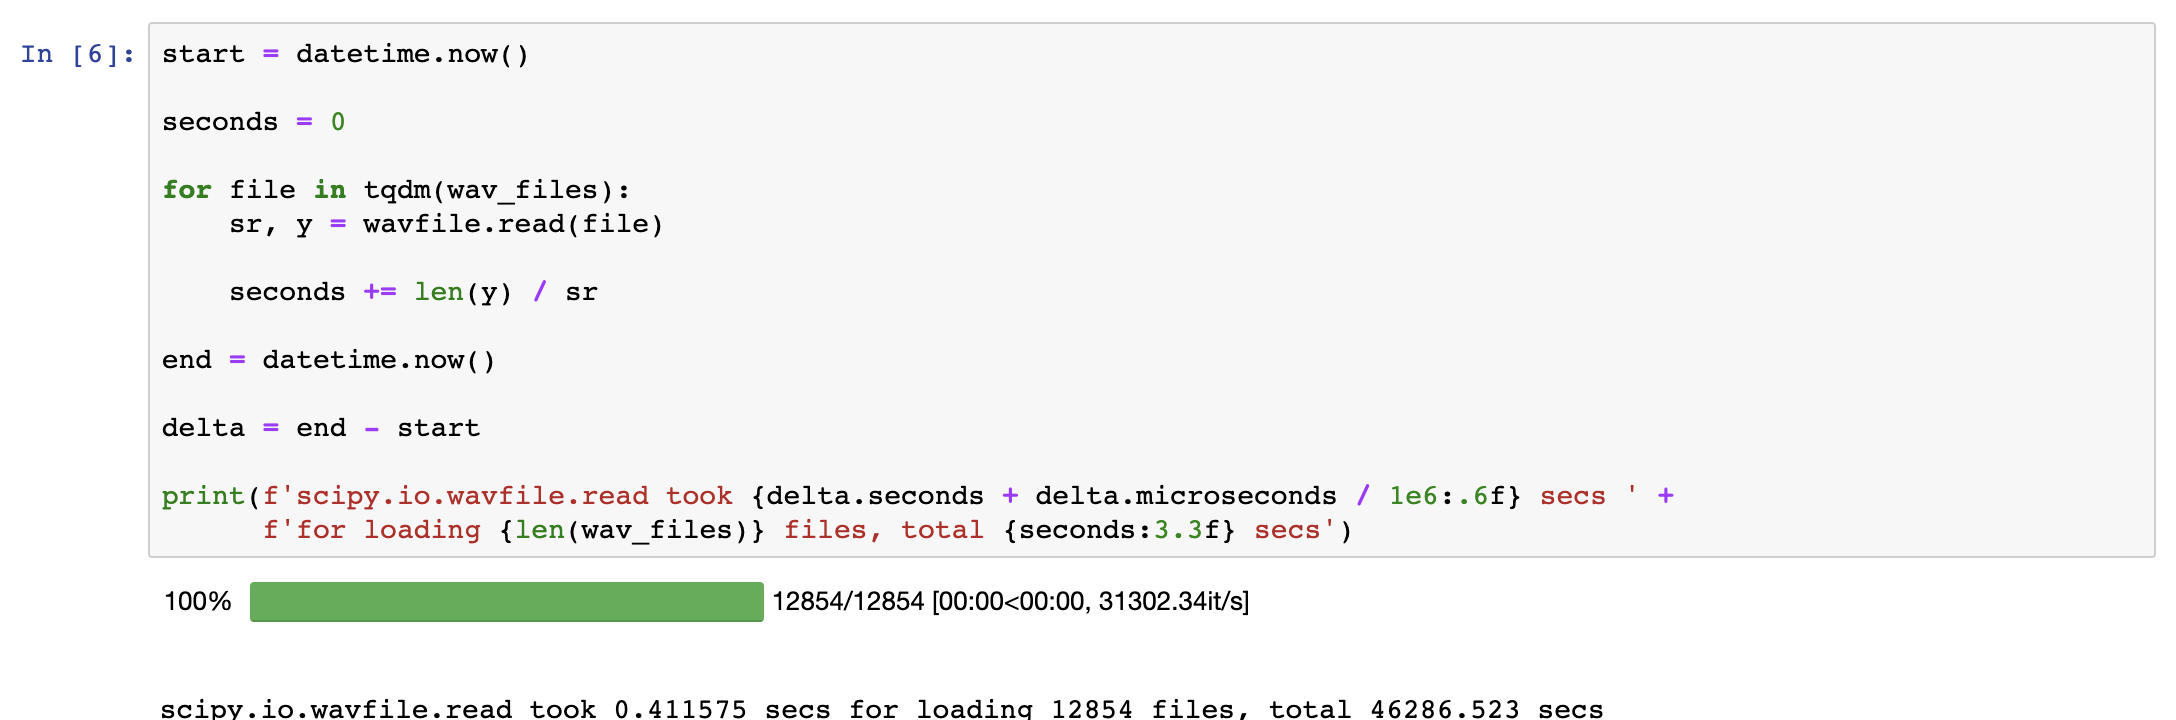 In [6]:
start = datetime.now()
seconds = 0
for file in tqdm(wav_files):
    sr, y = wavfile.read(file)
    seconds += len(y) / sr
end = datetime.now()
delta = end - start
print(f'scipy.io.wavfile.read took {delta.seconds + delta.microseconds / 1e6:.6f} secs ' +
      f'for loading {len(wav_files)} files, total {seconds:3.3f} secs')
100% 12854/12854 [00:00<00:00, 31302.34it/s]
scipy.io.wavfile.read took 0.411575 secs for loading 12854 files, total 46286.523 secs